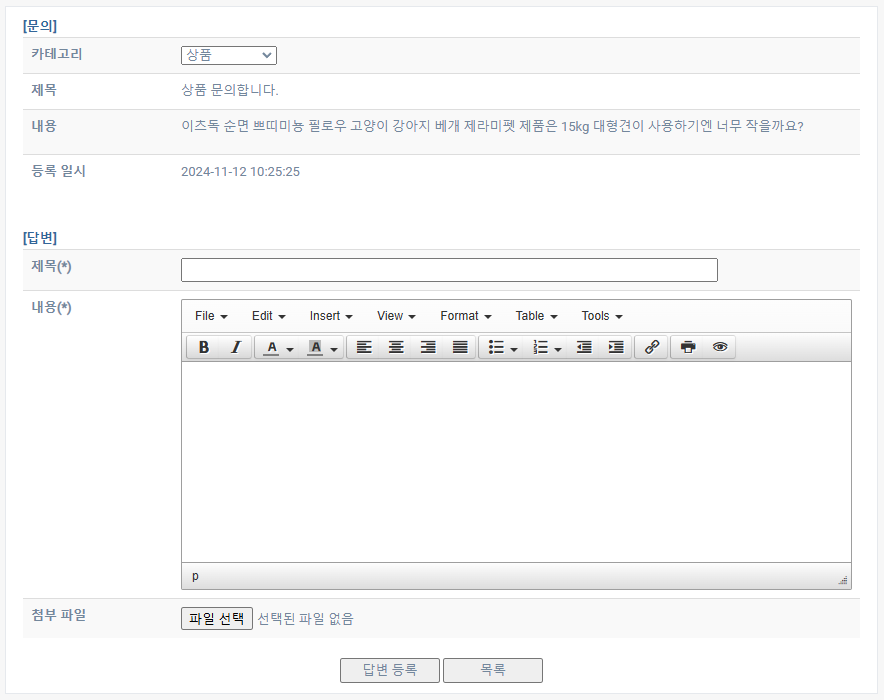 [문의]
카테고리 상품
제목 상품 문의합니다.
내용 이츠독 순면 쁘띠미뇽 필로우 고양이 강아지 베개 제라미펫 제품은 15kg 대형견이 사용하기엔 너무 작을까요?
등록 일시 2024-11-12 10:25:25
[답변]
제목(*)
내용(*)
File Edit Insert View Format Table Tools
B I A A
p
첨부 파일 파일 선택 선택된 파일 없음
답변 등록 목록